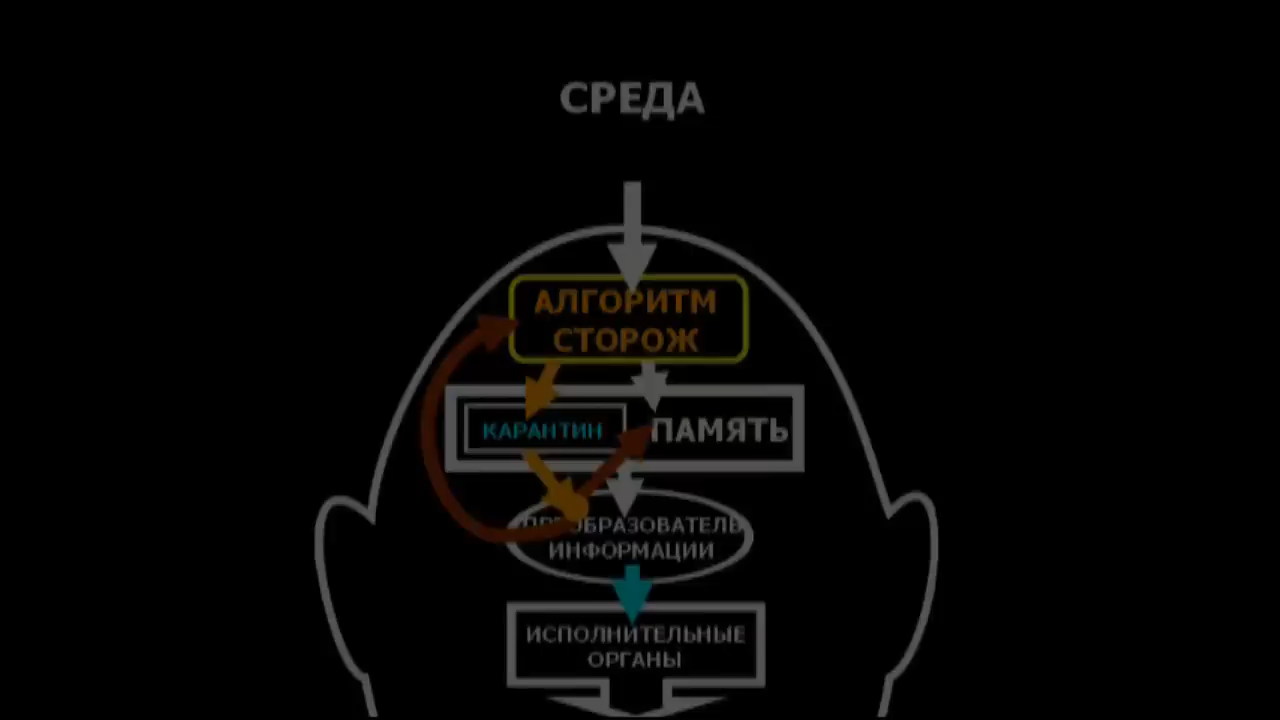 СРЕДА
АЛГОРИТМ
СТОРОЖ
КАРАНТИН
ПАМЯТЬ
ПРЕОБРАЗОВАТЕЛЬ
ИНФОРМАЦИИ
ИСПОЛНИТЕЛЬНЫЕ
ОРГАНЫ